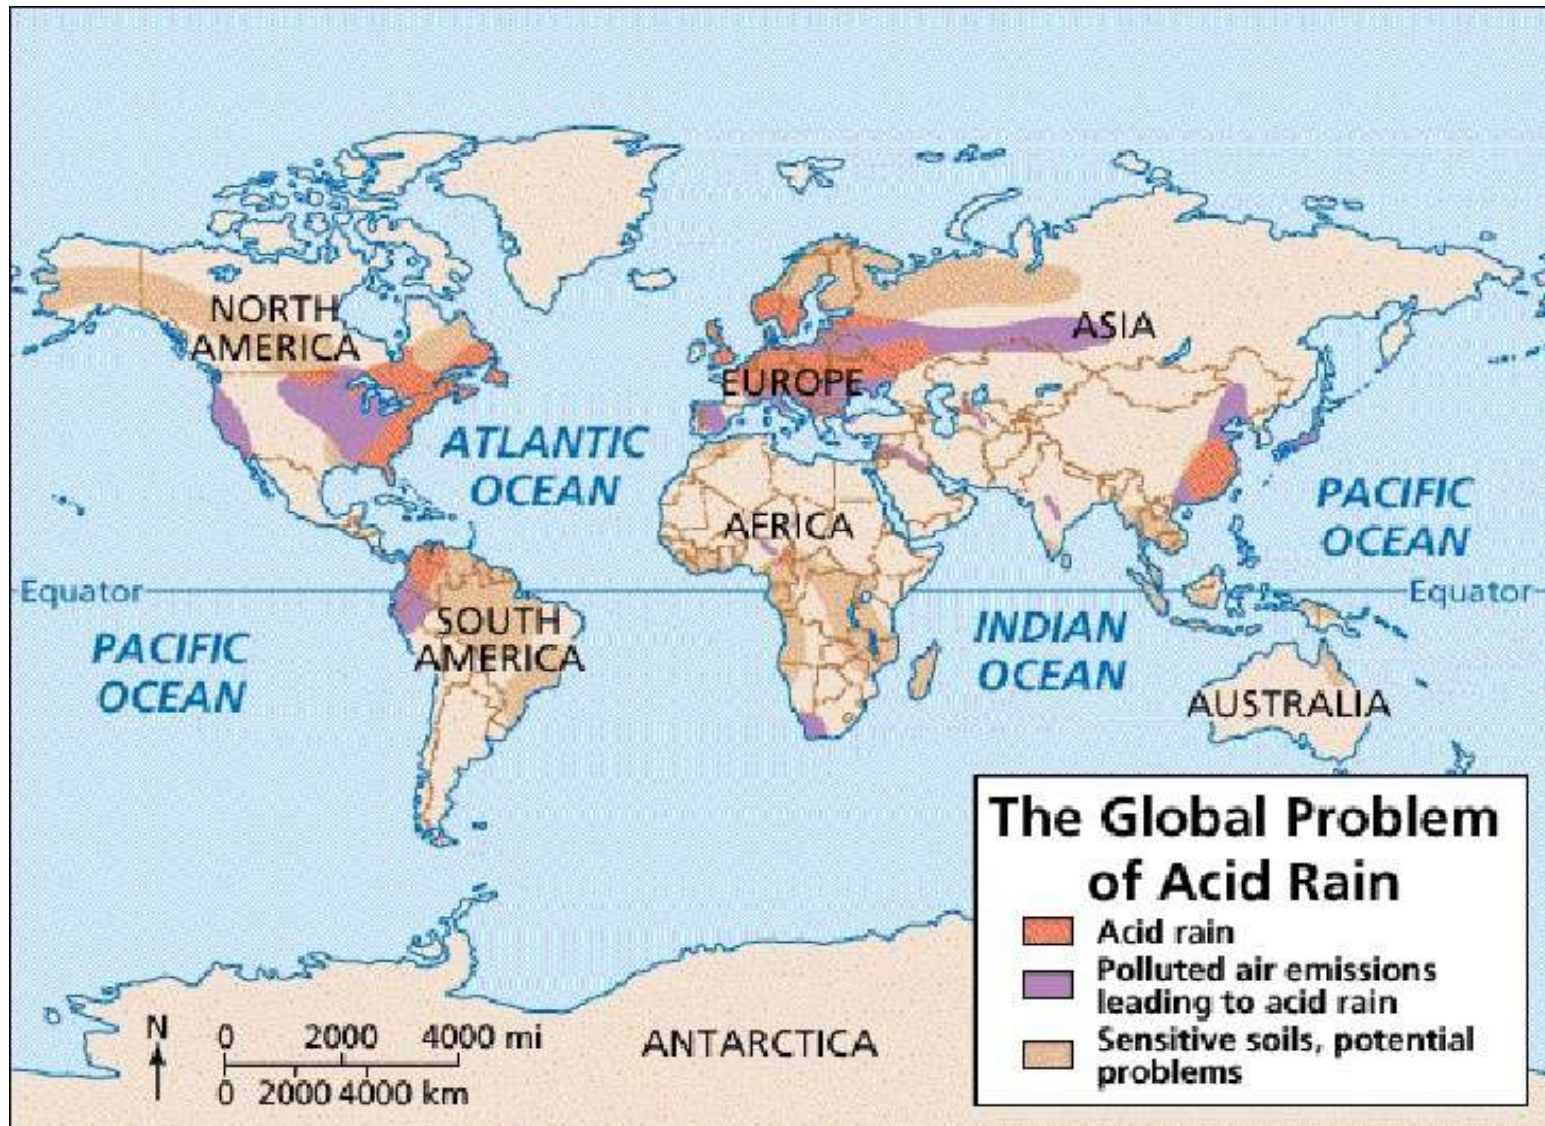 NORTH
AMERICA
ASIA
EUROPE
ATLANTIC
OCEAN
PACIFIC
OCEAN
AFRICA
Equator
Equator
SOUTH
AMERICA
INDIAN
OCEAN
PACIFIC
OCEAN
AUSTRALIA
The Global Problem
of Acid Rain
Acid rain
Polluted air emissions
leading to acid rain
Sensitive soils, potential
problems
N
0 2000 4000 mi
0 2000 4000 km
ANTARCTICA